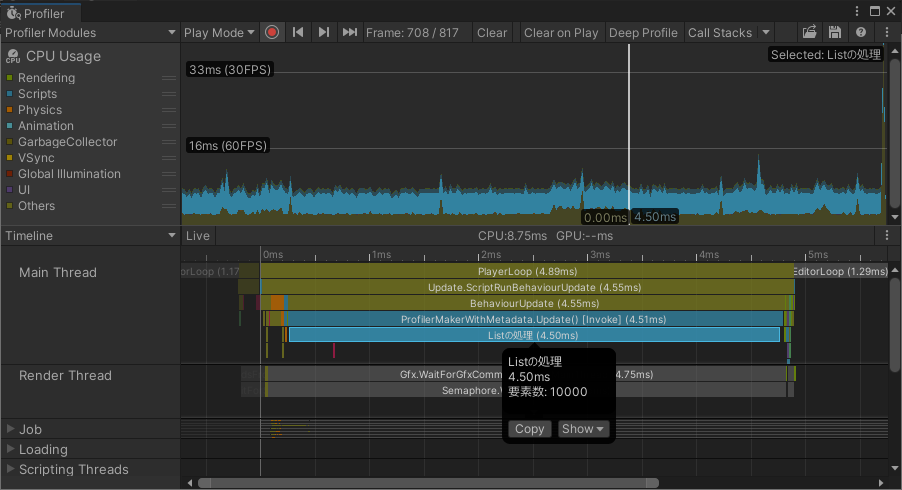 Profiler
Profiler Modules
Play Mode
Frame: 708 / 817
Clear
Clear on Play
Deep Profile
Call Stacks
CPU Usage
CPU
Rendering
Scripts
Physics
Animation
GarbageCollector
VSync
Global Illumination
UI
Others
Selected: Listの処理
33ms (30FPS)
16ms (60FPS)
0.00ms
4.50ms
Timeline
Live
CPU:8.75ms GPU:--ms
0ms
1ms
2ms
3ms
4ms
5ms
Main Thread
orLoop (1.17
PlayerLoop (4.89ms)
EditorLoop (1.29ms)
Update.ScriptRunBehaviourUpdate (4.55ms)
BehaviourUpdate (4.55ms)
ProfilerMakerWithMetadata.Update() [Invoke] (4.51ms)
Listの処理 (4.50ms)
Listの処理
4.50ms
要素数: 10000
Copy
Show
Render Thread
Gfx.WaitForGfxComm
4.75ms)
Semaphore.
Job
Loading
Scripting Threads